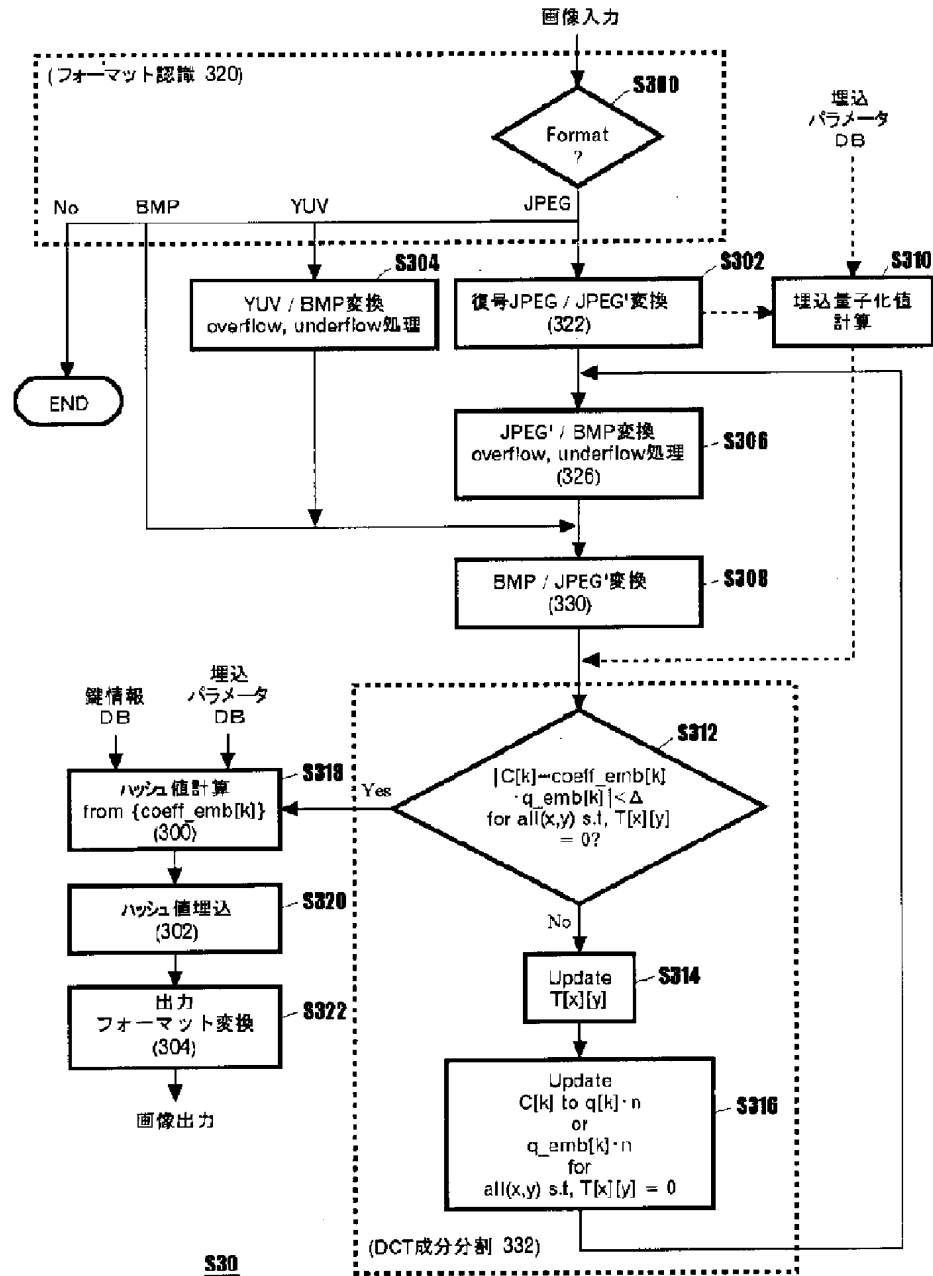 画像入力
(フォーマット認識 320)
S300
Format
?
埋込
パラメータ
DB
No
BMP
YUV
JPEG
S304
YUV / BMP変換
overflow, underflow処理
S302
復号JPEG / JPEG'変換
(322)
S310
埋込量子化値
計算
END
JPEG' / BMP変換
overflow, underflow処理
(326)
S306
BMP / JPEG'変換
(330)
S308
鍵情報
DB
埋込
パラメータ
DB
S312
|C[k]-coeff_emb[k]
·q_emb[k]|<Δ
for all(x,y) s.t, T[x][y]
= 0?
Yes
S318
ハッシュ値計算
from {coeff_emb[k]}
(300)
No
S320
ハッシュ値埋込
(302)
Update
T[x][y]
S314
出力
フォーマット変換
(304)
S322
Update
C[k] to q[k]·n
or
q_emb[k]·n
for
all(x,y) s.t, T[x][y] = 0
S316
画像出力
(DCT成分分割 332)
S30